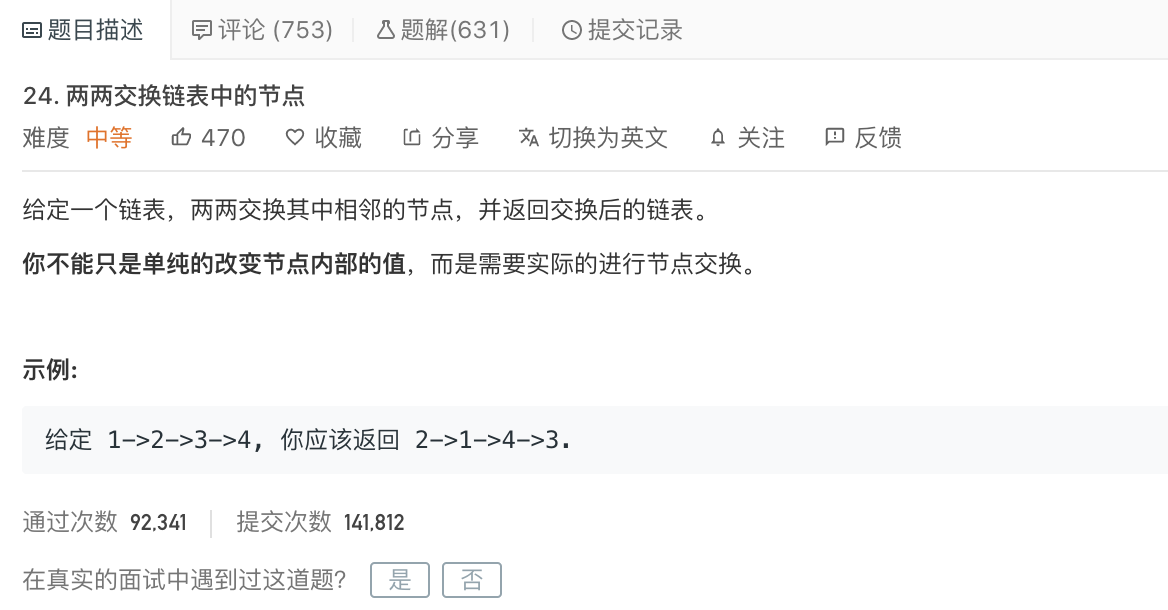 题目描述 评论 (753) 题解(631) 提交记录
24. 两两交换链表中的节点
难度 中等 470 收藏 分享 切换为英文 关注 反馈
给定一个链表，两两交换其中相邻的节点，并返回交换后的链表。
你不能只是单纯的改变节点内部的值，而是需要实际的进行节点交换。
示例:
给定 1->2->3->4, 你应该返回 2->1->4->3.
通过次数 92,341 提交次数 141,812
在真实的面试中遇到过这道题? 是 否